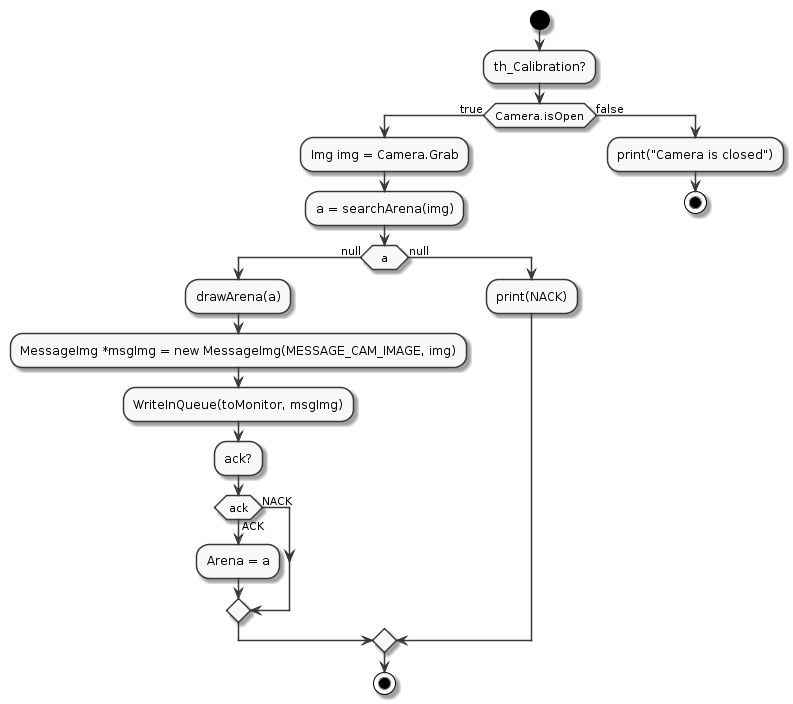 th_Calibration?
true
Camera.isOpen
false
Img img = Camera.Grab
print("Camera is closed")
a = searchArena(img)
null
a
null
drawArena(a)
print(NACK)
MessageImg *msgImg = new MessageImg(MESSAGE_CAM_IMAGE, img)
WriteInQueue(toMonitor, msgImg)
ack?
ack
NACK
ACK
Arena = a